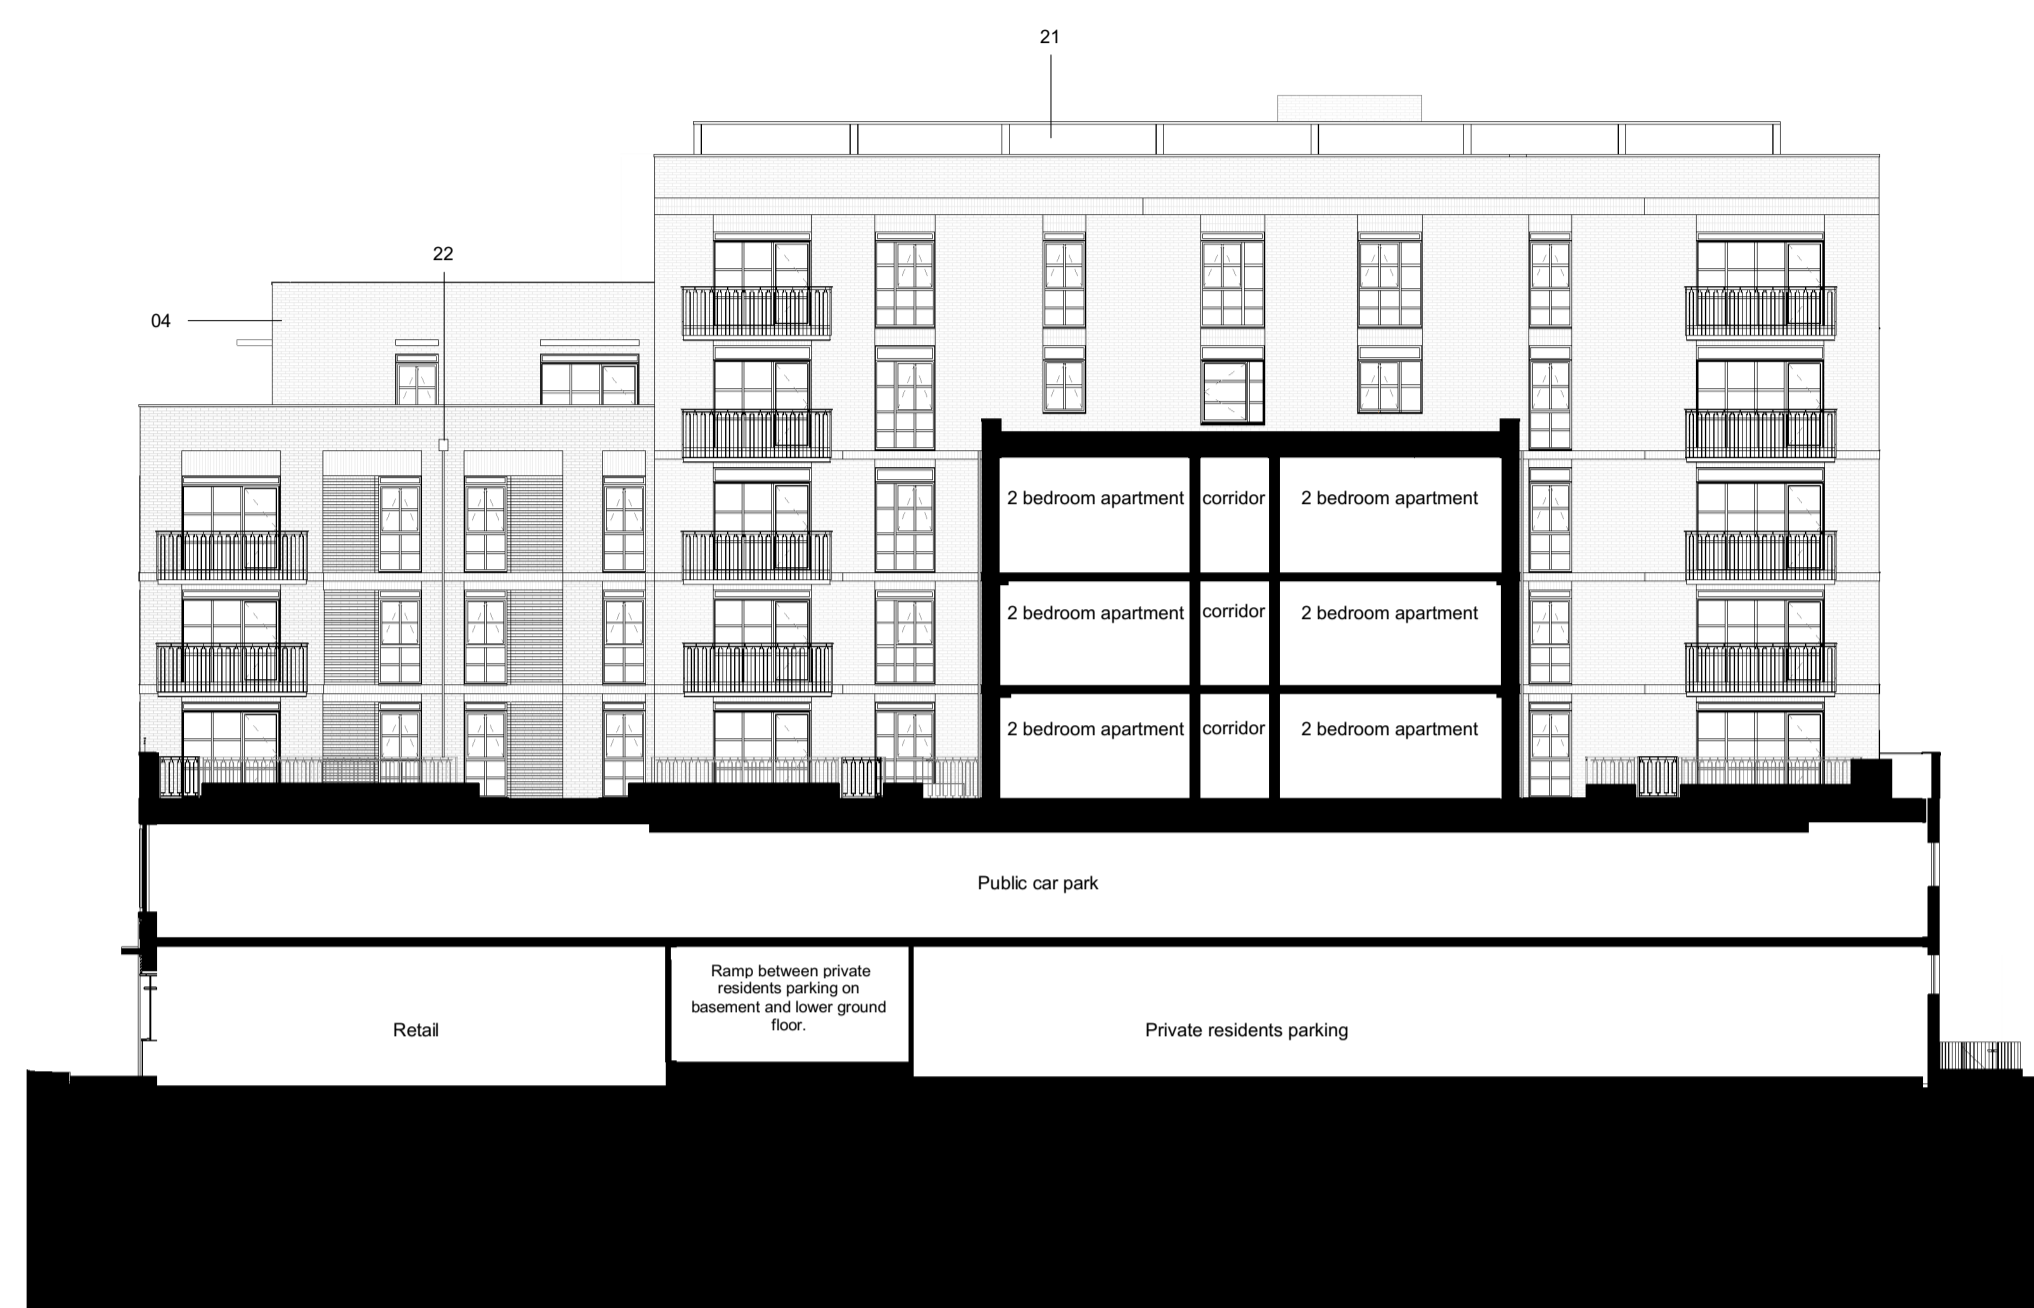 21
22
04
2 bedroom apartment
corridor
2 bedroom apartment
2 bedroom apartment
corridor
2 bedroom apartment
2 bedroom apartment
corridor
2 bedroom apartment
Public car park
Ramp between private
residents parking on
basement and lower ground
floor.
Retail
Private residents parking